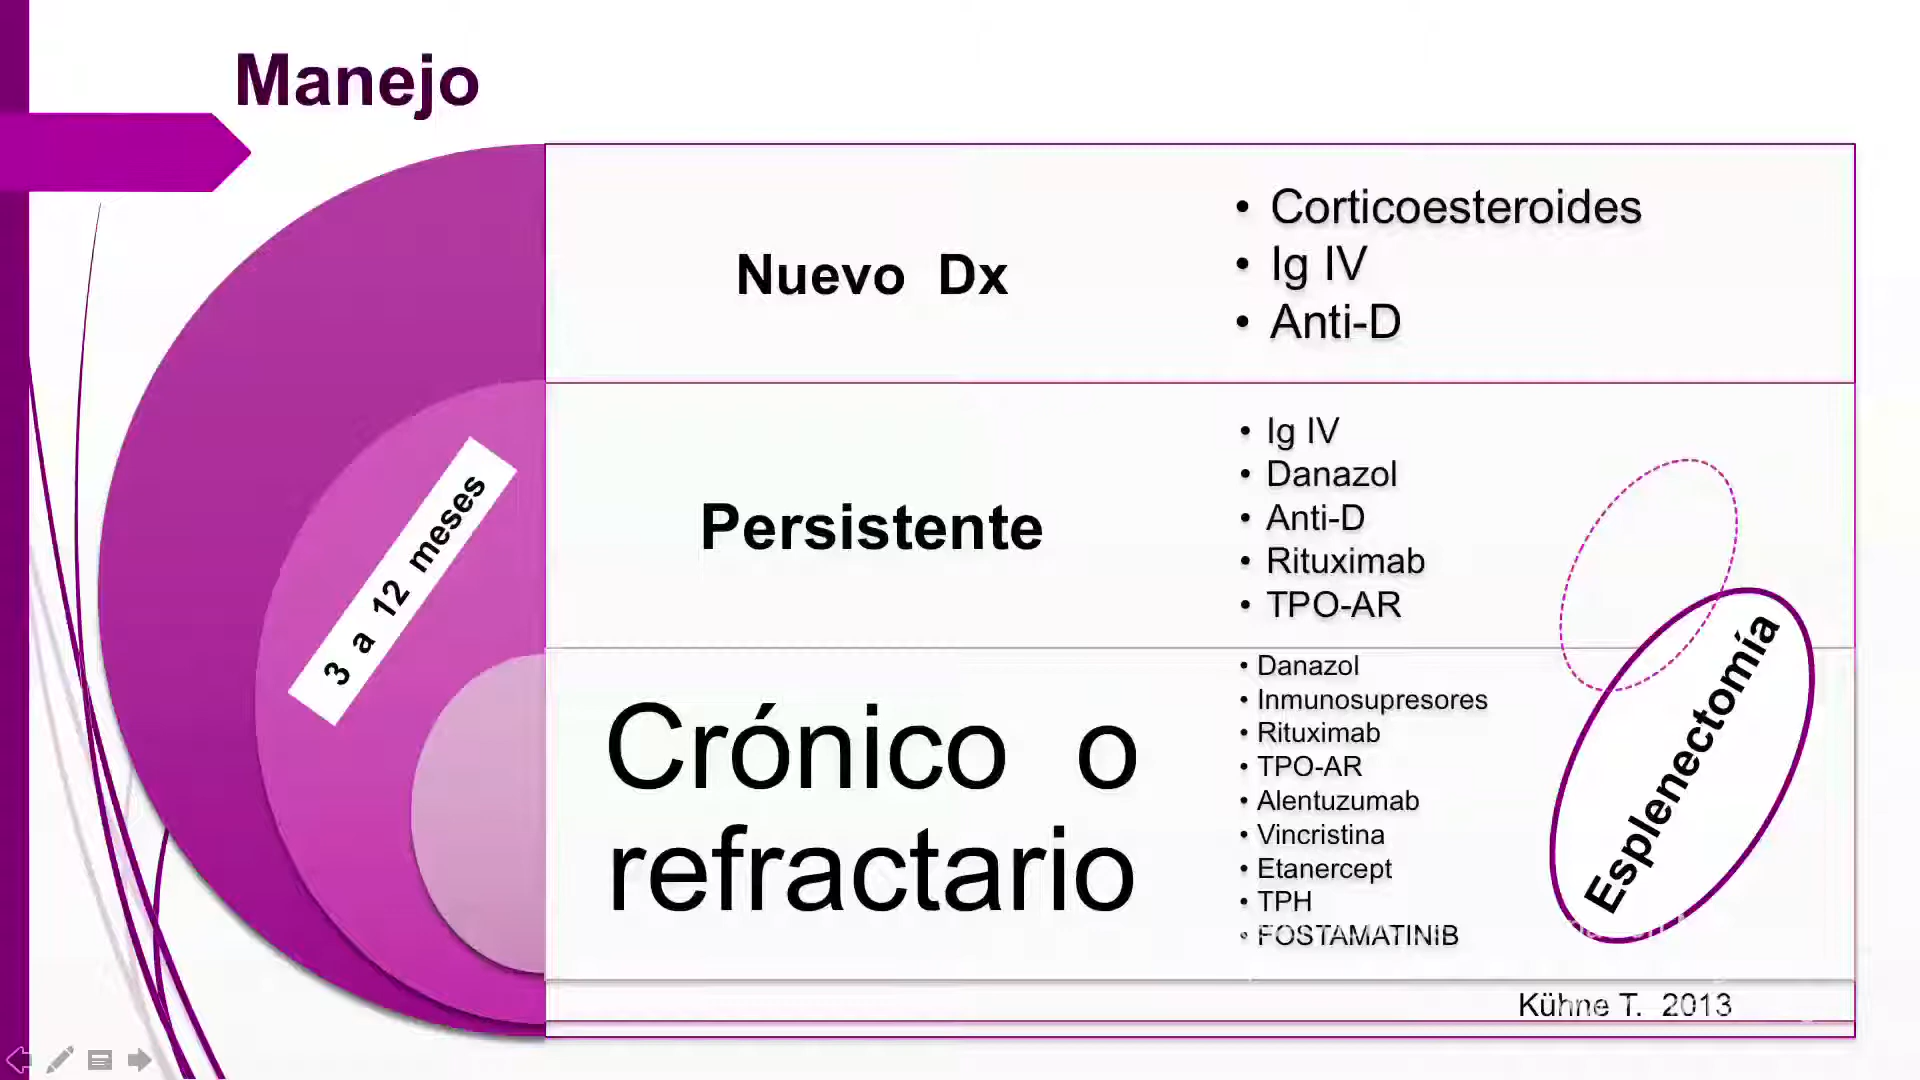 Manejo
Nuevo Dx
• Corticoesteroides
• Ig IV
• Anti-D
3 a 12 meses
Persistente
• Ig IV
• Danazol
• Anti-D
• Rituximab
• TPO-AR
Crónico o
refractario
• Danazol
• Inmunosupresores
• Rituximab
• TPO-AR
• Alentuzumab
• Vincristina
• Etanercept
• TPH
• FOSTAMATINIB
Esplenectomía
Kühne T. 2013